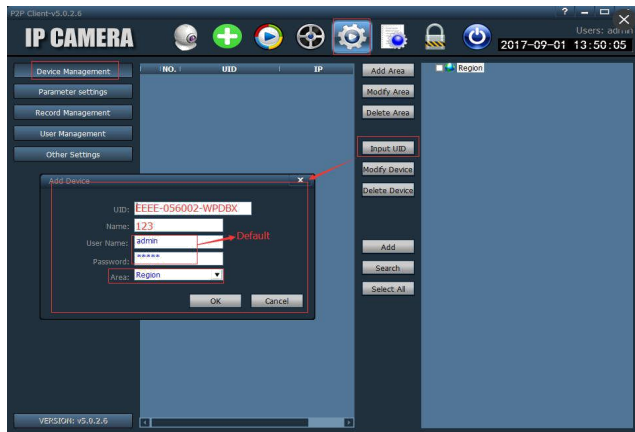 P2P Client-v5.0.2.6
IP CAMERA
Users: admin
2017-09-01 13:50:05
Device Management
Parameter settings
Record Management
User Management
Other Settings
NO. UID IP
Add Area
Modify Area
Delete Area
Input UID
Modify Device
Delete Device
Add
Search
Select All
Region
Add Device
UID: EEEE-056002-WPDBX
Name: 123
User Name: admin
Default
Password: *****
Area: Region
OK Cancel
VERSION: v5.0.2.6